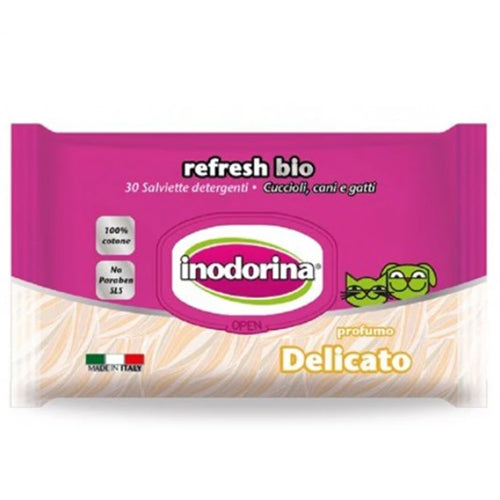 refresh bio
30 Salviette detergenti • Cuccioli, cani e gatti
100%
cotone
No
Paraben
SLS
inodorina®
OPEN
profumo
Delicato
MADE IN ITALY